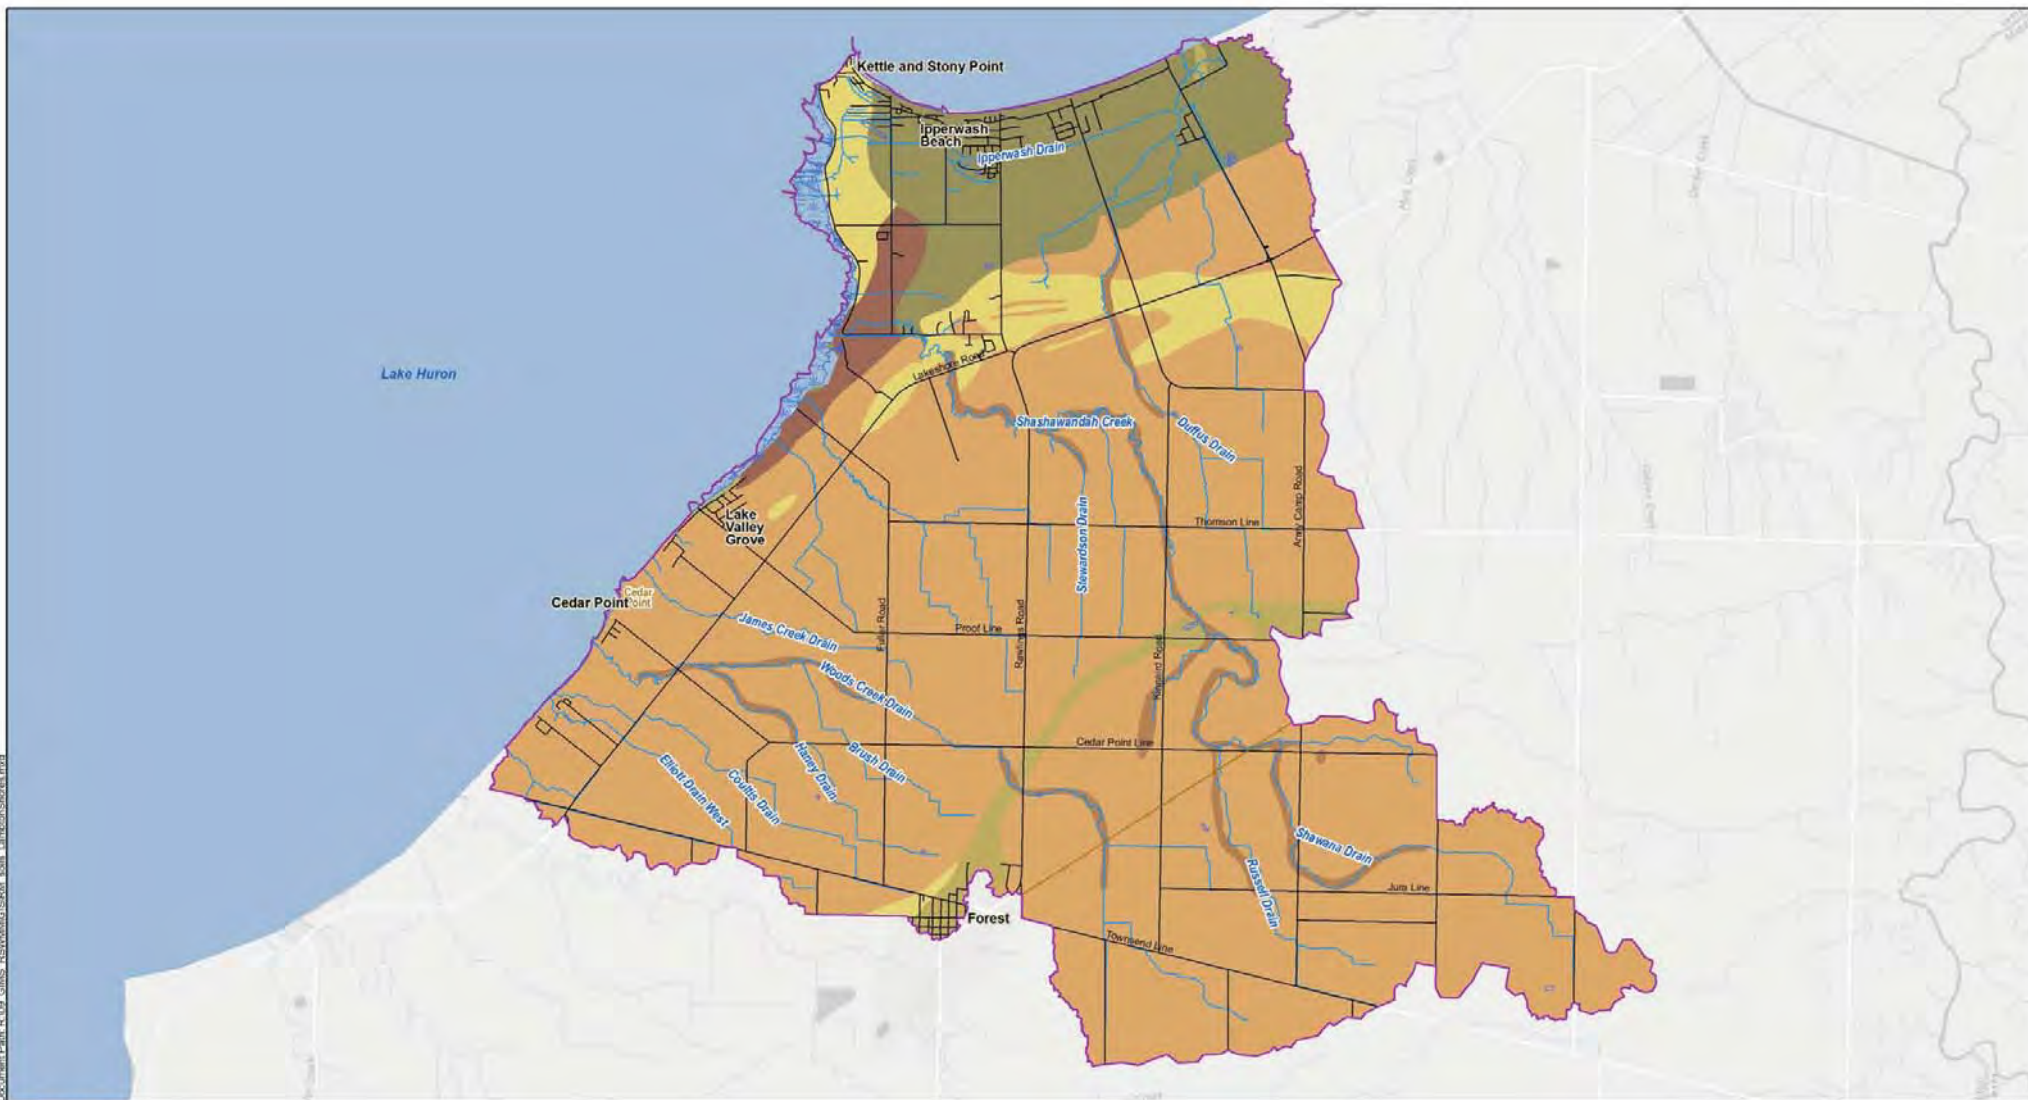 Kettle and Stony Point
Ipperwash
Beach
Ipperwash Drain
Lake Huron
Lakeshore Road
Shashawandah Creek
Duffus Drain
Army Camp Road
Lake
Valley
Grove
Stewardson Drain
Thomson Line
Cedar Point
Cedar
Point
James Creek Drain
Fuller Road
Proof Line
Rawlings Road
Kinnaird Road
Woods Creek Drain
Cedar Point Line
Elliott Drain West
Coultis Drain
Haney Drain
Brush Drain
Shawana Drain
Russell Drain
Jura Line
Forest
Townsend Line